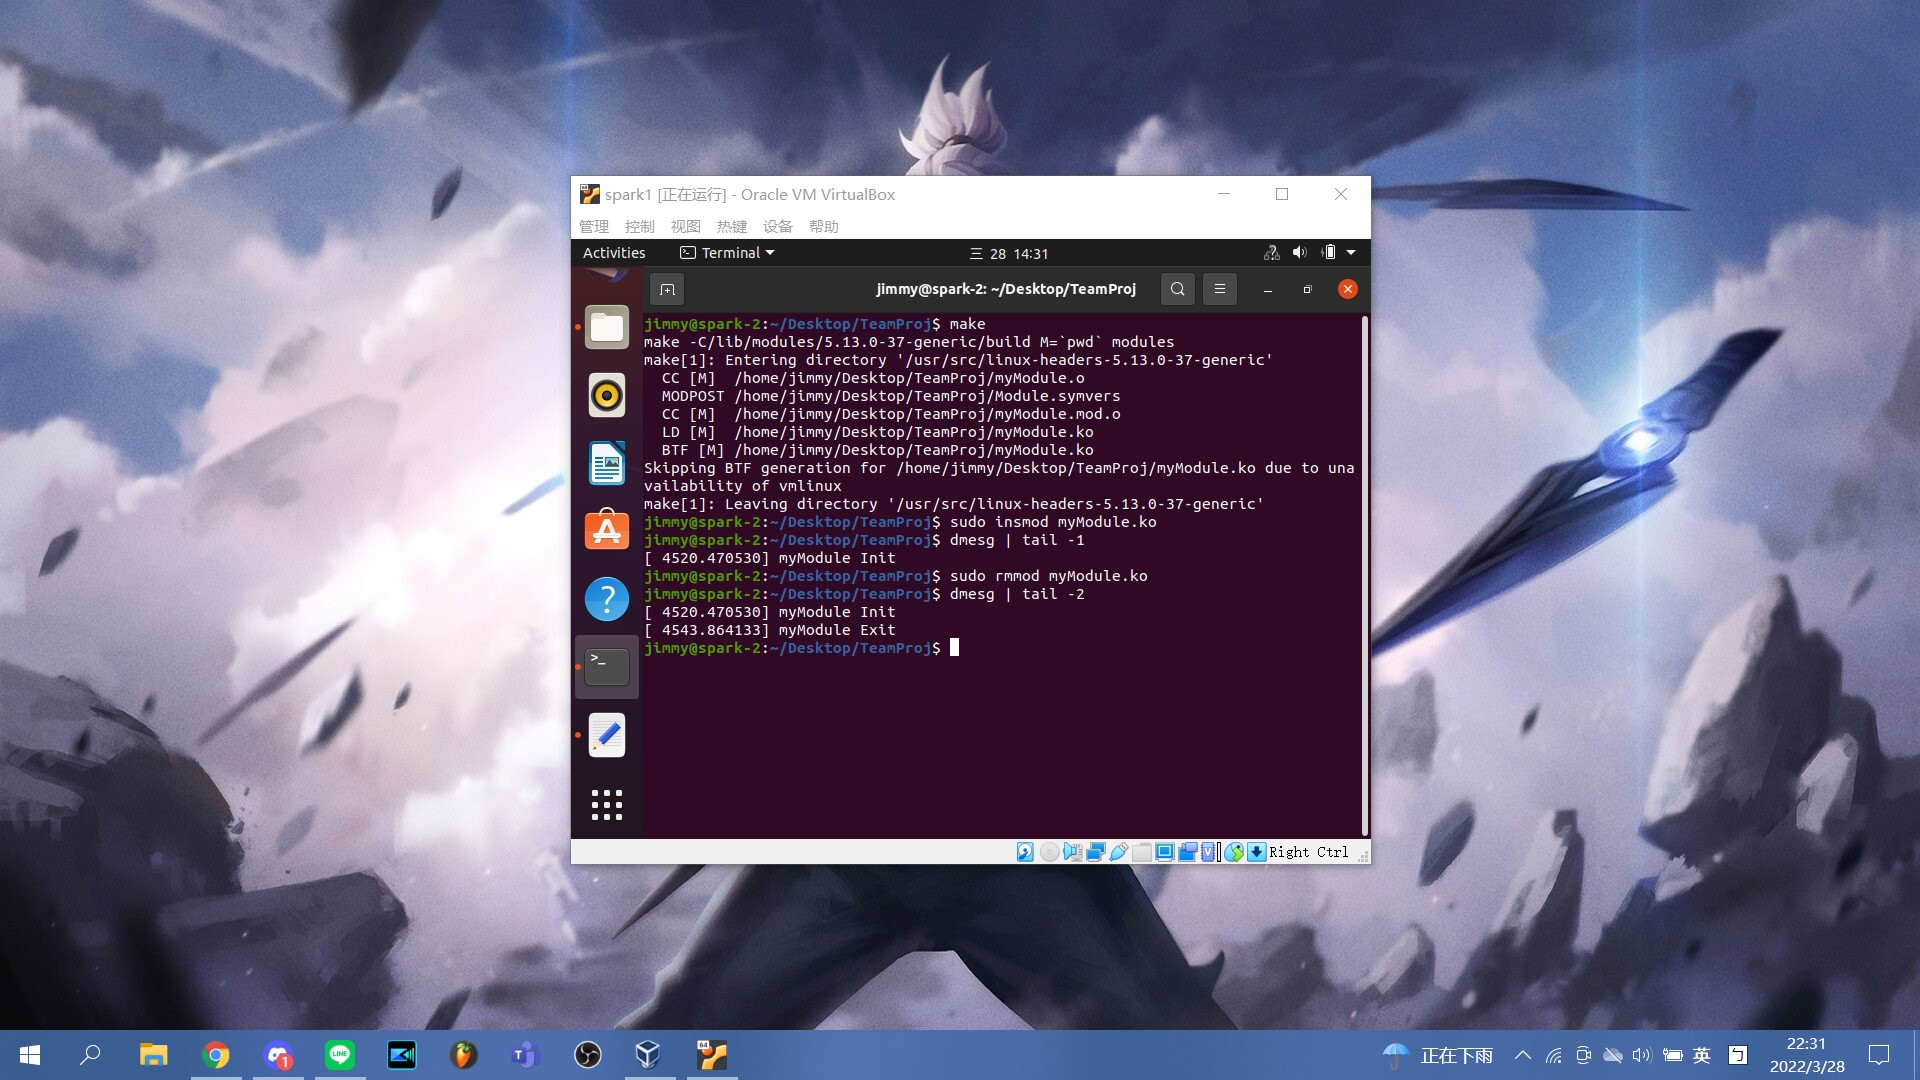 spark1 [正在运行] - Oracle VM VirtualBox
管理 控制 视图 热键 设备 帮助
Activities Terminal 三 28 14:31
jimmy@spark-2: ~/Desktop/TeamProj
jimmy@spark-2:~/Desktop/TeamProj$ make
make -C/lib/modules/5.13.0-37-generic/build M=`pwd` modules
make[1]: Entering directory '/usr/src/linux-headers-5.13.0-37-generic'
CC [M] /home/jimmy/Desktop/TeamProj/myModule.o
MODPOST /home/jimmy/Desktop/TeamProj/Module.symvers
CC [M] /home/jimmy/Desktop/TeamProj/myModule.mod.o
LD [M] /home/jimmy/Desktop/TeamProj/myModule.ko
BTF [M] /home/jimmy/Desktop/TeamProj/myModule.ko
Skipping BTF generation for /home/jimmy/Desktop/TeamProj/myModule.ko due to una
vailability of vmlinux
make[1]: Leaving directory '/usr/src/linux-headers-5.13.0-37-generic'
jimmy@spark-2:~/Desktop/TeamProj$ sudo insmod myModule.ko
jimmy@spark-2:~/Desktop/TeamProj$ dmesg | tail -1
[ 4520.470530] myModule Init
jimmy@spark-2:~/Desktop/TeamProj$ sudo rmmod myModule.ko
jimmy@spark-2:~/Desktop/TeamProj$ dmesg | tail -2
[ 4520.470530] myModule Init
[ 4543.864133] myModule Exit
jimmy@spark-2:~/Desktop/TeamProj$
Right Ctrl
1 LINE 64 正在下雨 英 ㄅ 22:31
2022/3/28